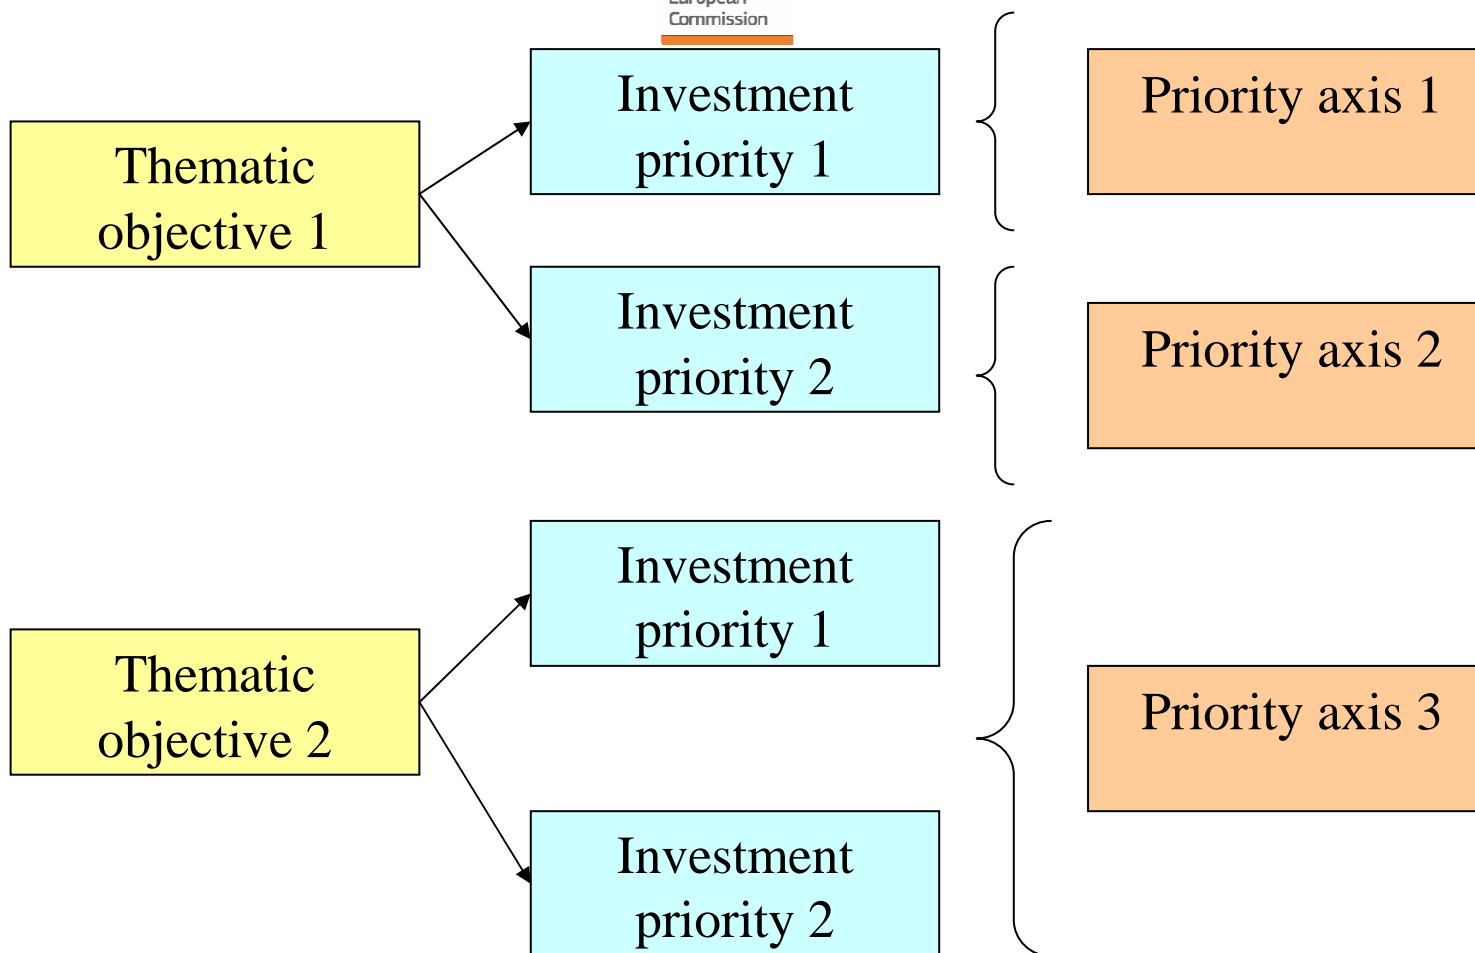 European
Commission
Investment
priority 1
Priority axis 1
Thematic
objective 1
Investment
priority 2
Priority axis 2
Investment
priority 1
Thematic
objective 2
Priority axis 3
Investment
priority 2